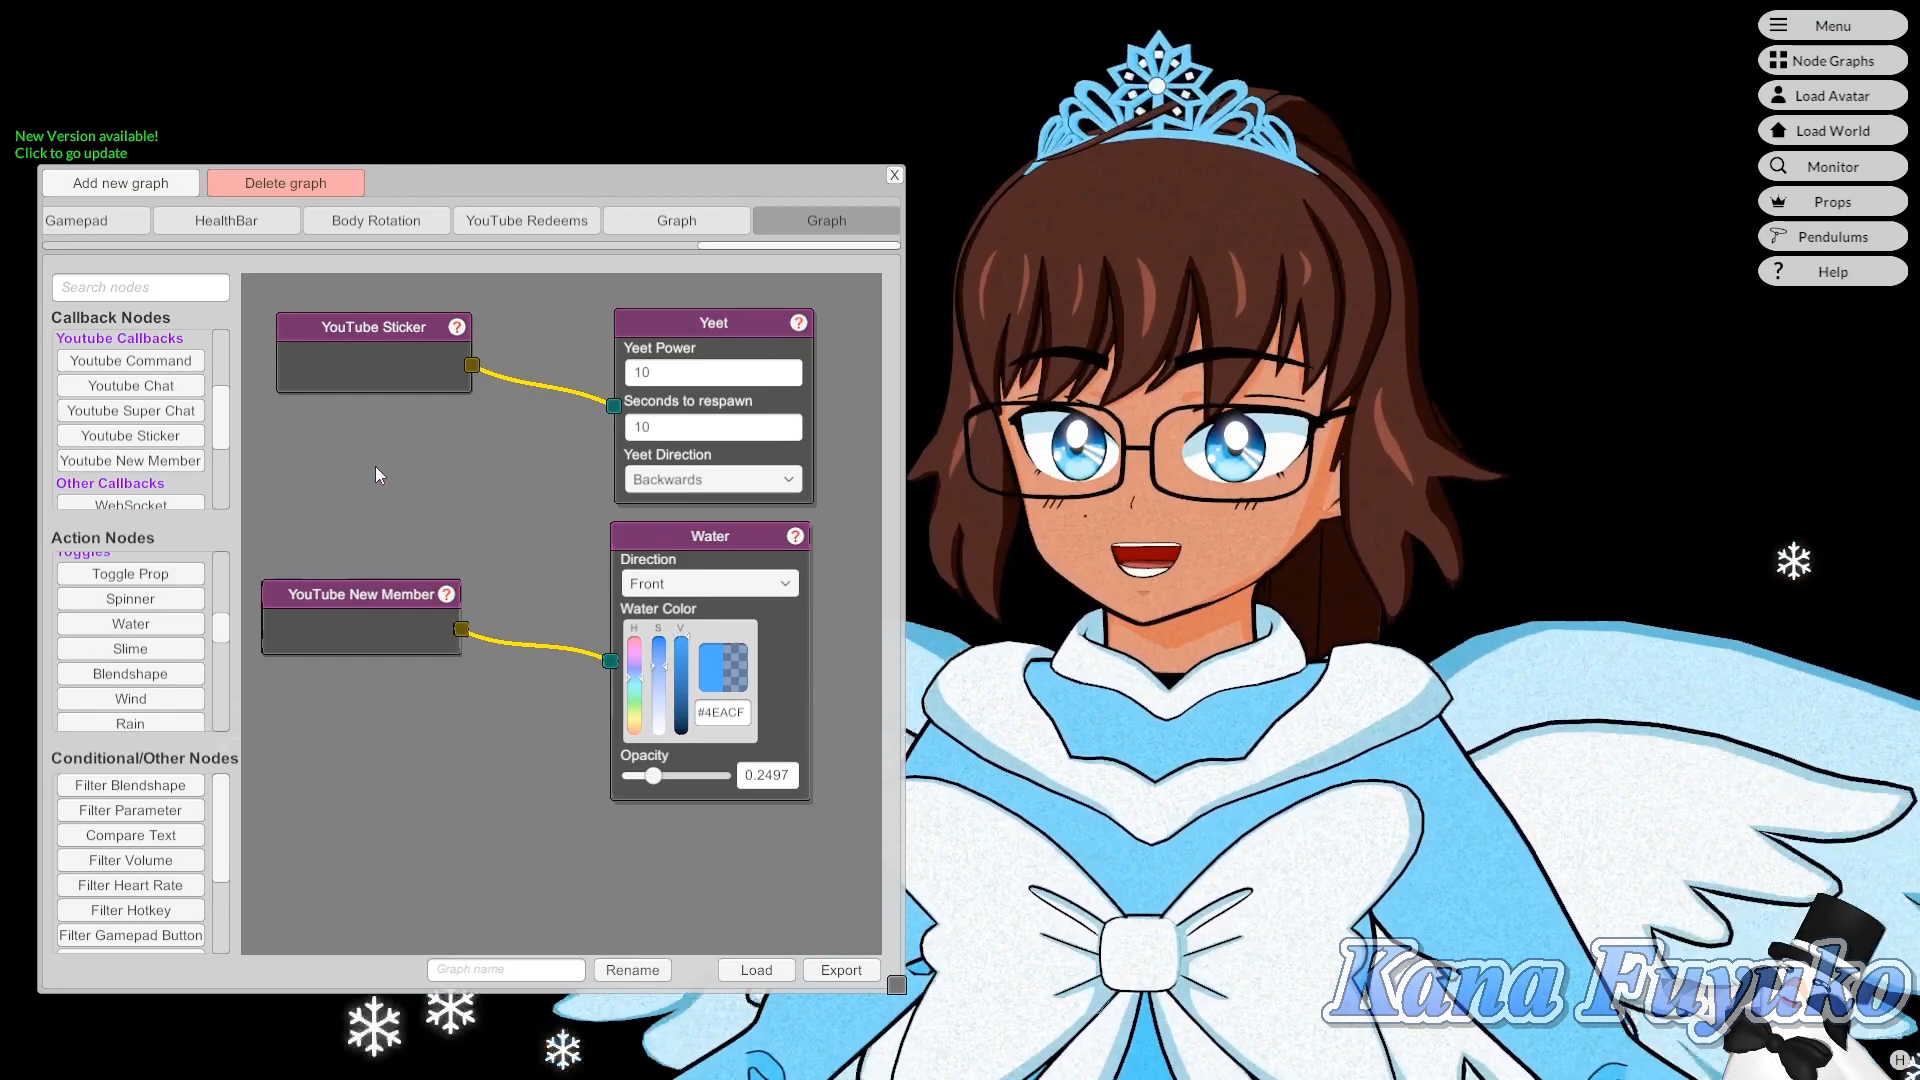 New Version available!
Click to go update
Add new graph
Delete graph
X
Gamepad
HealthBar
Body Rotation
YouTube Redeems
Graph
Graph
Search nodes
Callback Nodes
Youtube Callbacks
Youtube Command
Youtube Chat
Youtube Super Chat
Youtube Sticker
Youtube New Member
Other Callbacks
WebSocket
Action Nodes
Toggles
Toggle Prop
Spinner
Water
Slime
Blendshape
Wind
Rain
Conditional/Other Nodes
Filter Blendshape
Filter Parameter
Compare Text
Filter Volume
Filter Heart Rate
Filter Hotkey
Filter Gamepad Button
YouTube Sticker ?
Yeet ?
Yeet Power
10
Seconds to respawn
10
Yeet Direction
Backwards
YouTube New Member ?
Water ?
Direction
Front
Water Color
H S V
#4EACF
Opacity
0.2497
Graph name
Rename
Load
Export
Menu
Node Graphs
Load Avatar
Load World
Monitor
Props
Pendulums
? Help
Kana Fuyuko
H